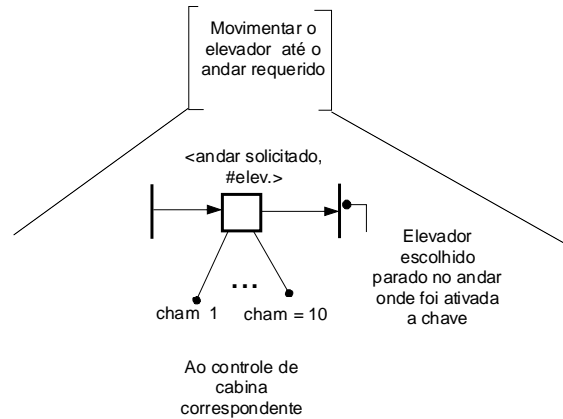 Movimentar o
elevador até o
andar requerido
<andar solicitado,
#elev.>
...
cham 1
cham = 10
Elevador
escolhido
parado no andar
onde foi ativada
a chave
Ao controle de
cabina
correspondente